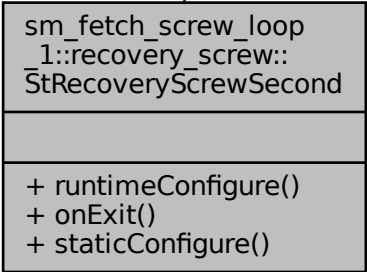 sm_fetch_screw_loop
_1::recovery_screw::
StRecoveryScrewSecond
+ runtimeConfigure()
+ onExit()
+ staticConfigure()